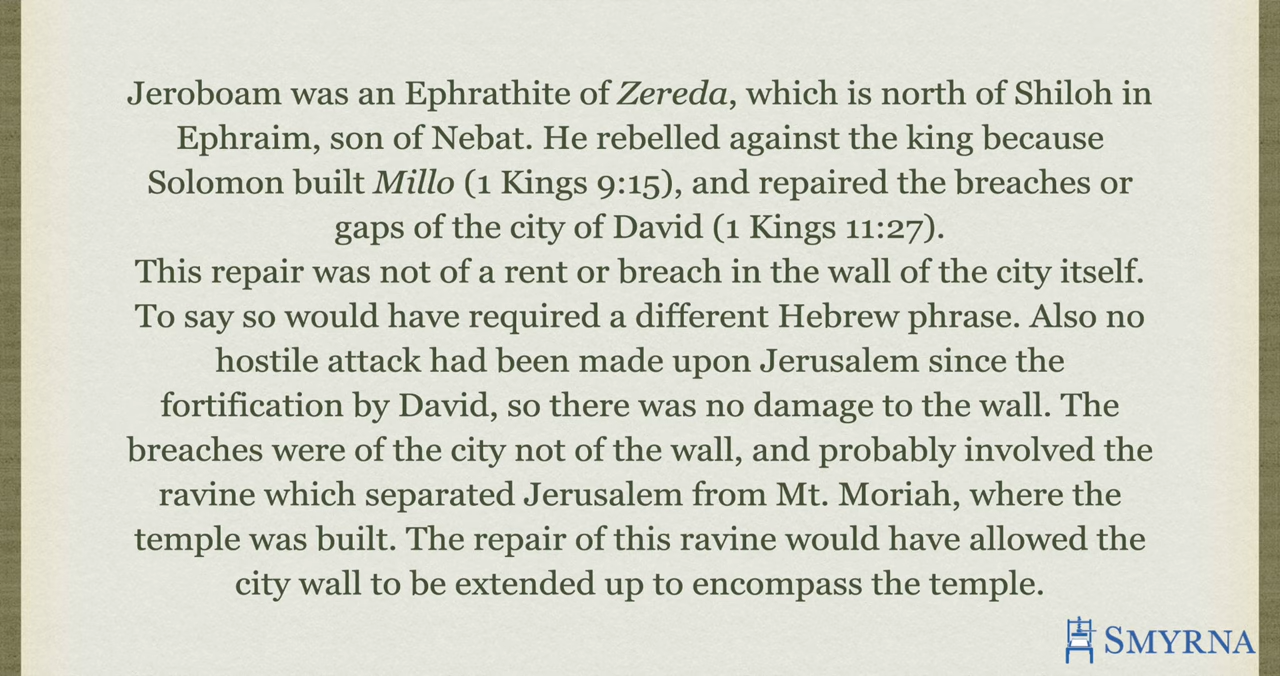 Jeroboam was an Ephrathite of Zereda, which is north of Shiloh in
Ephraim, son of Nebat. He rebelled against the king because
Solomon built Millo (1 Kings 9:15), and repaired the breaches or
gaps of the city of David (1 Kings 11:27).
This repair was not of a rent or breach in the wall of the city itself.
To say so would have required a different Hebrew phrase. Also no
hostile attack had been made upon Jerusalem since the
fortification by David, so there was no damage to the wall. The
breaches were of the city not of the wall, and probably involved the
ravine which separated Jerusalem from Mt. Moriah, where the
temple was built. The repair of this ravine would have allowed the
city wall to be extended up to encompass the temple.
SMYRNA